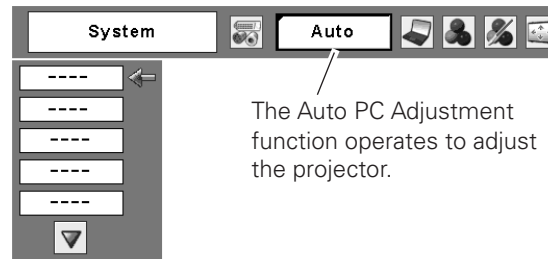 System
Auto
----
----
----
----
----
The Auto PC Adjustment
function operates to adjust
the projector.